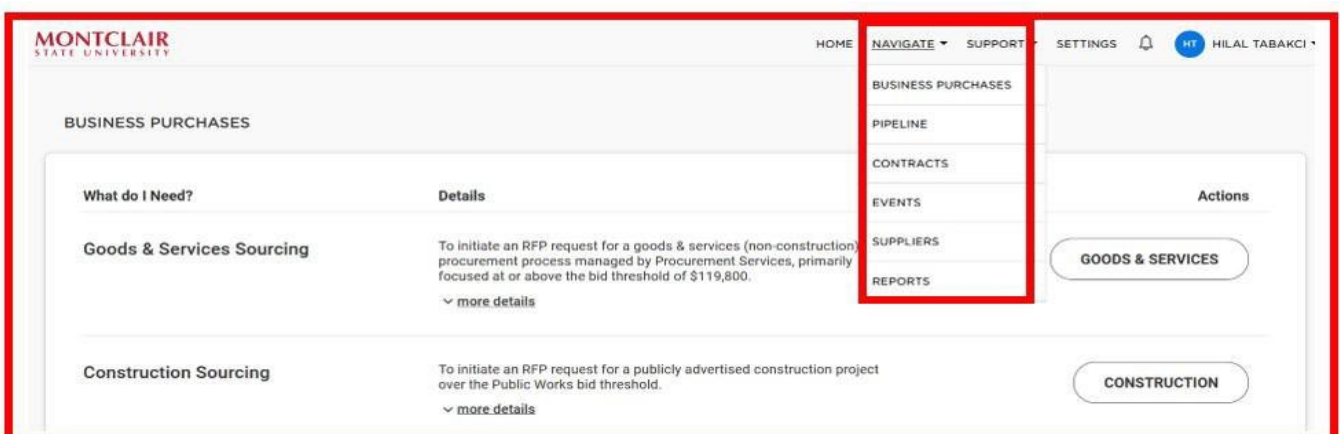 MONTCLAIR
STATE UNIVERSITY
HOME NAVIGATE SUPPORT SETTINGS HT HILAL TABAKCI
BUSINESS PURCHASES
PIPELINE
CONTRACTS
EVENTS
SUPPLIERS
REPORTS
BUSINESS PURCHASES
What do I Need? Details Actions
Goods & Services Sourcing
To initiate an RFP request for a goods & services (non-construction)
procurement process managed by Procurement Services, primarily
focused at or above the bid threshold of $119,800.
more details
GOODS & SERVICES
Construction Sourcing
To initiate an RFP request for a publicly advertised construction project
over the Public Works bid threshold.
more details
CONSTRUCTION